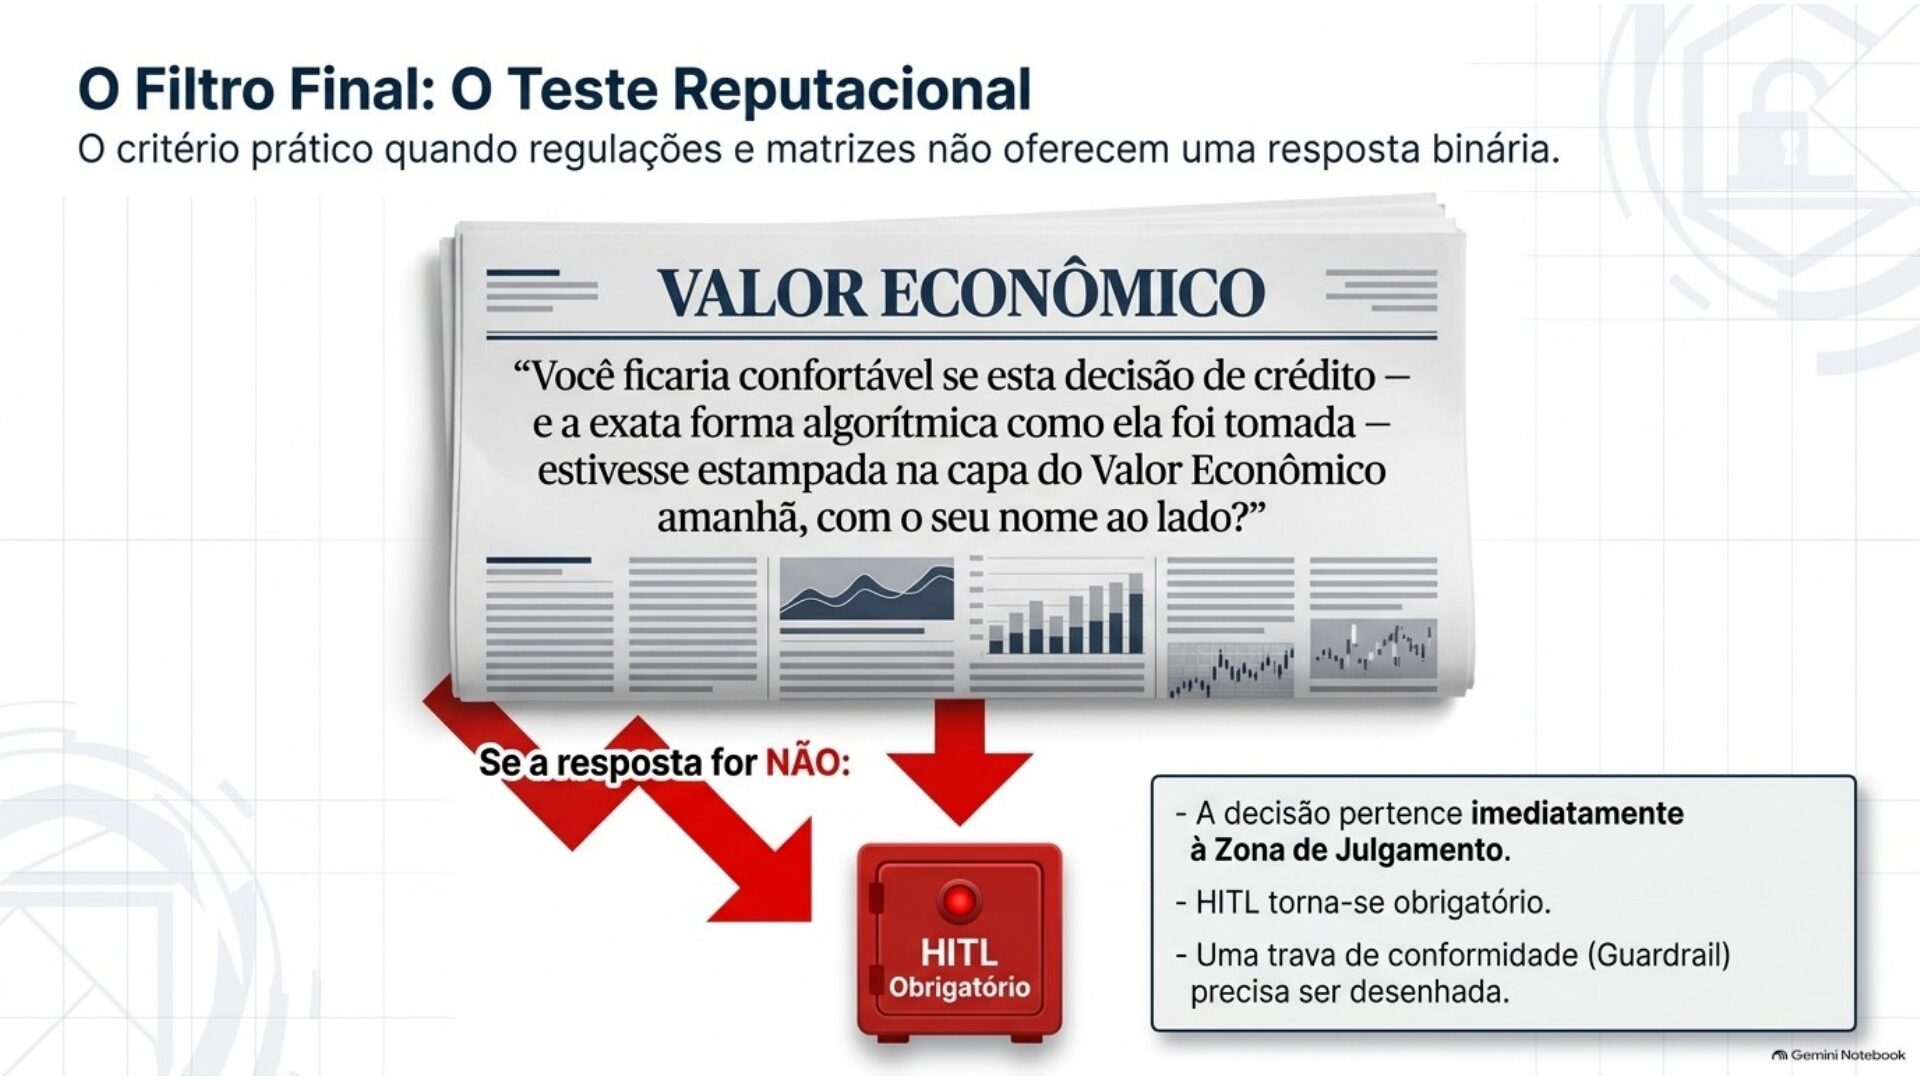 O Filtro Final: O Teste Reputacional
O critério prático quando regulações e matrizes não oferecem uma resposta binária.
VALOR ECONÔMICO
“Você ficaria confortável se esta decisão de crédito —
e a exata forma algorítmica como ela foi tomada —
estivesse estampada na capa do Valor Econômico
amanhã, com o seu nome ao lado?”
Se a resposta for NÃO:
HITL
Obrigatório
- A decisão pertence imediatamente
à Zona de Julgamento.
- HITL torna-se obrigatório.
- Uma trava de conformidade (Guardrail)
precisa ser desenhada.
Gemini Notebook